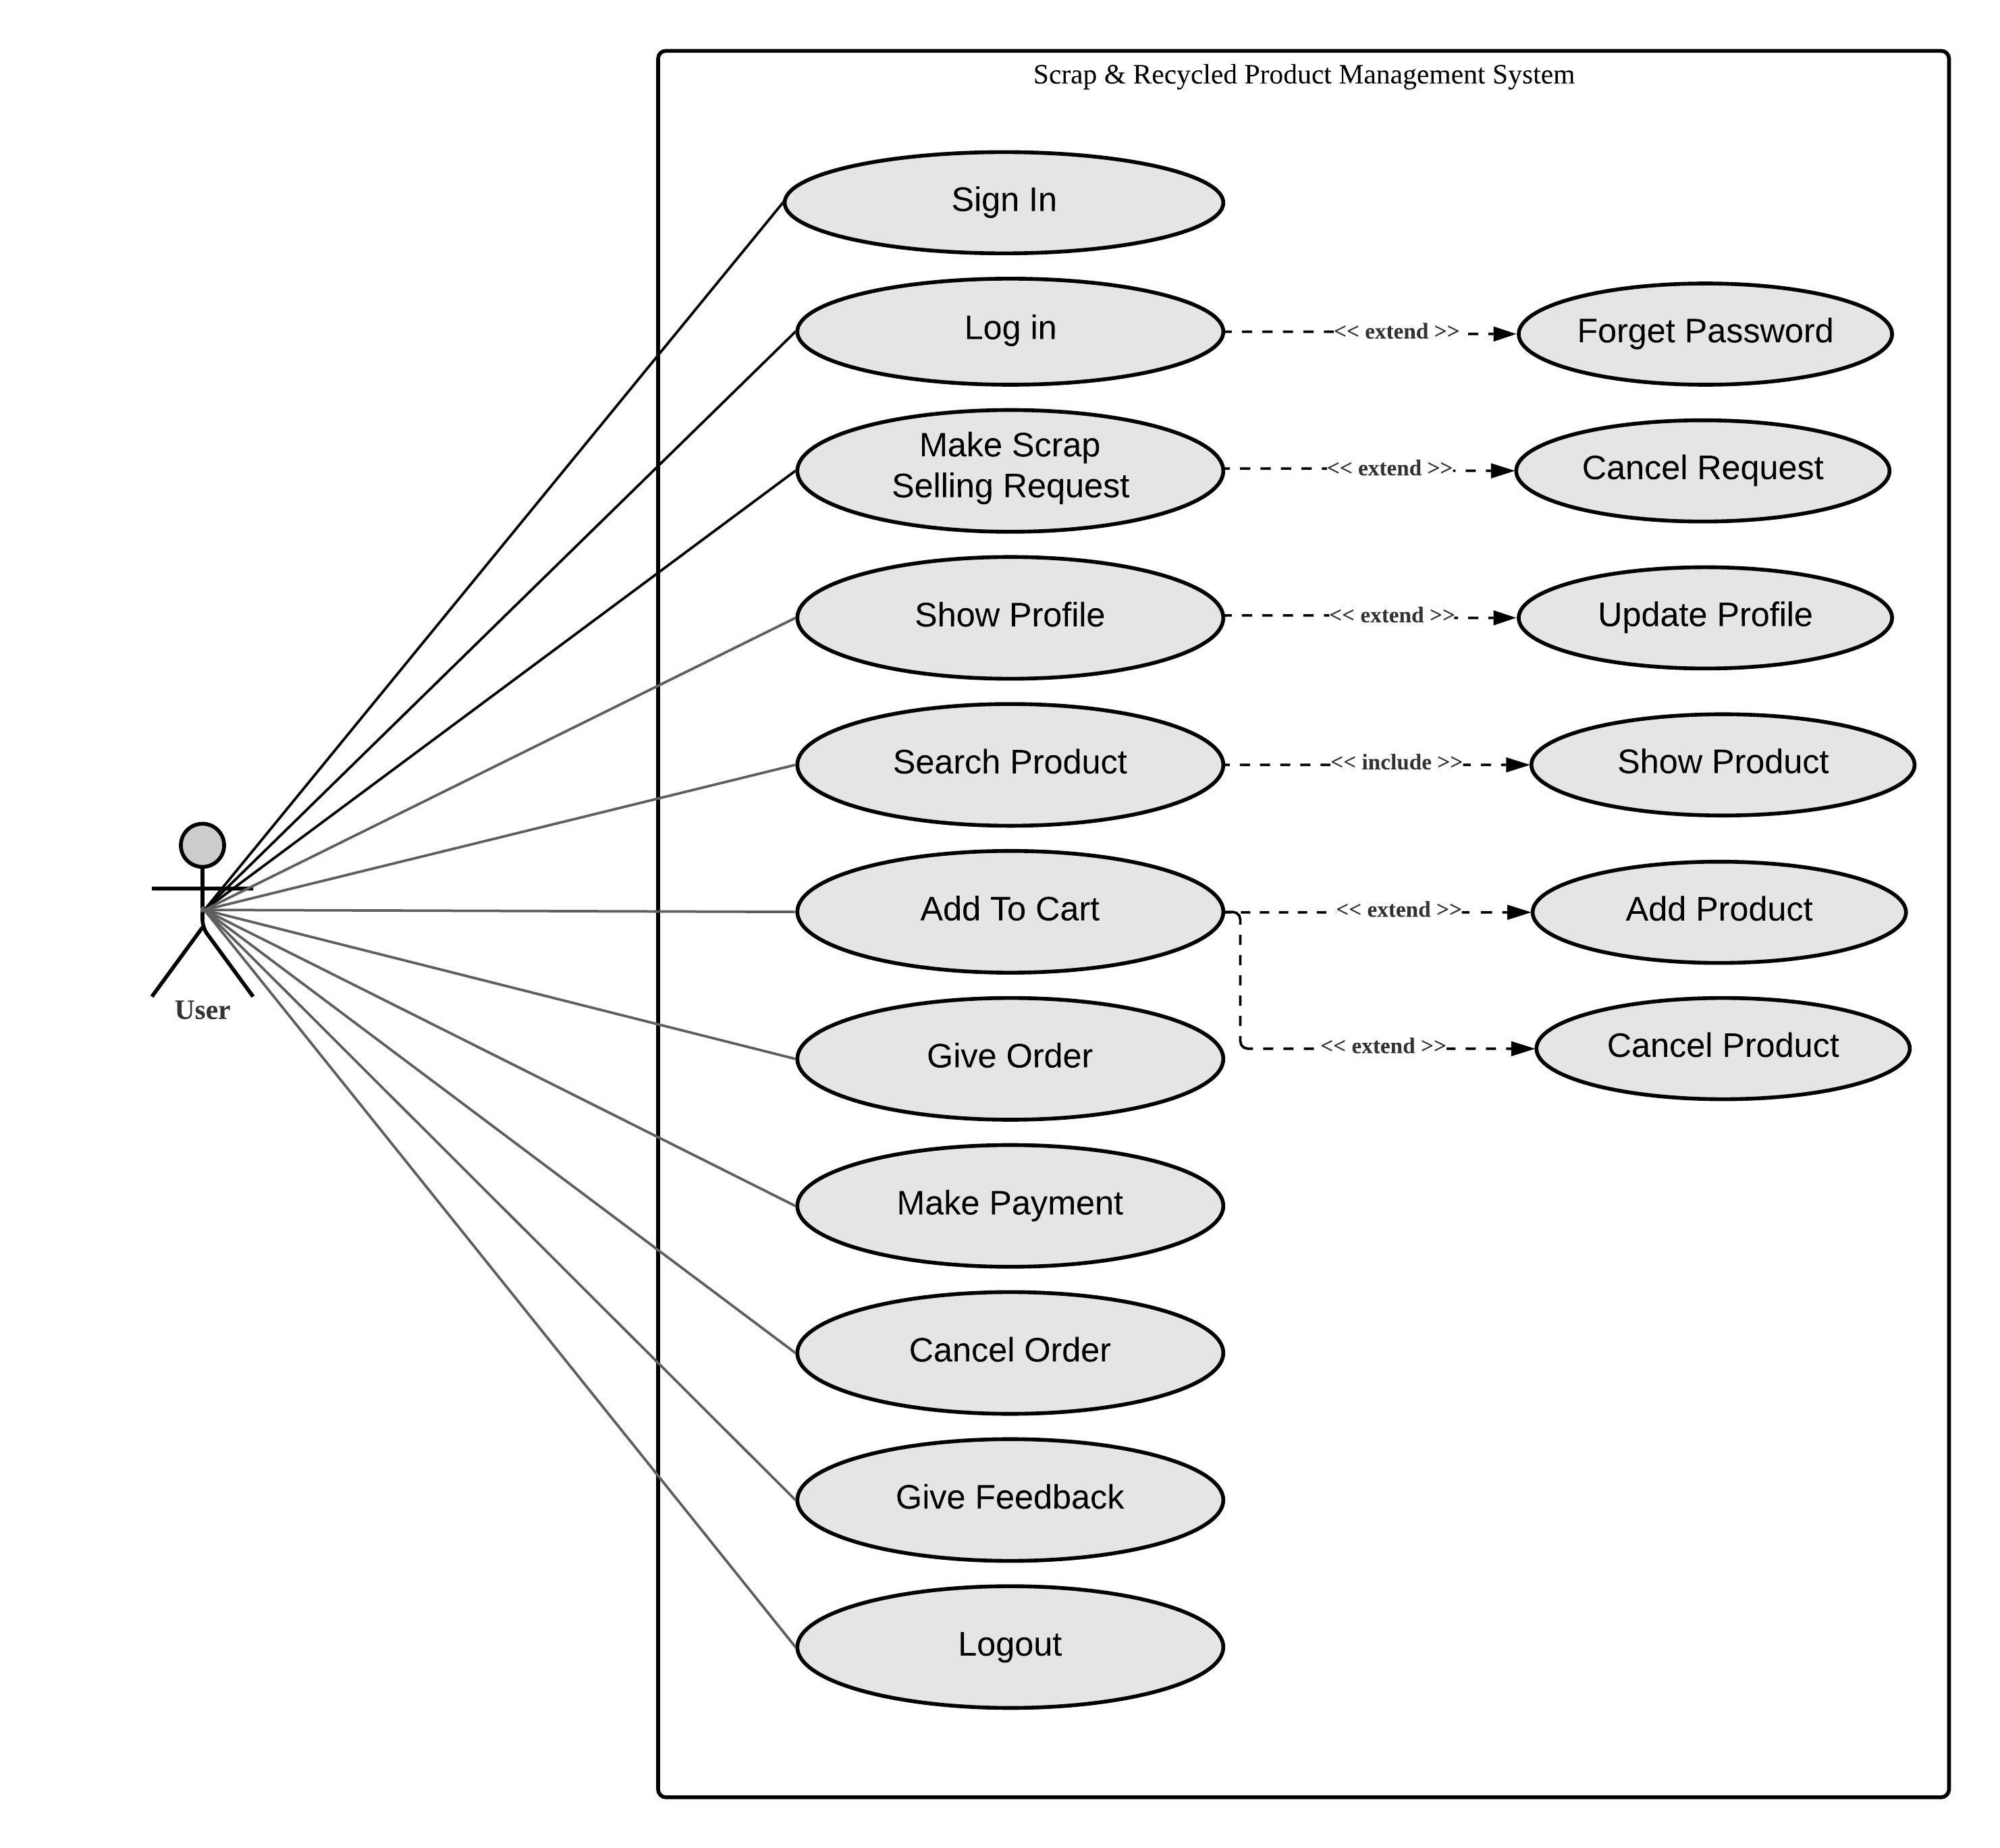 Scrap & Recycled Product Management System
Sign In
Log in
<< extend >>
Forget Password
Make Scrap
Selling Request
<< extend >>
Cancel Request
Show Profile
<< extend >>
Update Profile
Search Product
<< include >>
Show Product
Add To Cart
<< extend >>
Add Product
User
Give Order
<< extend >>
Cancel Product
Make Payment
Cancel Order
Give Feedback
Logout